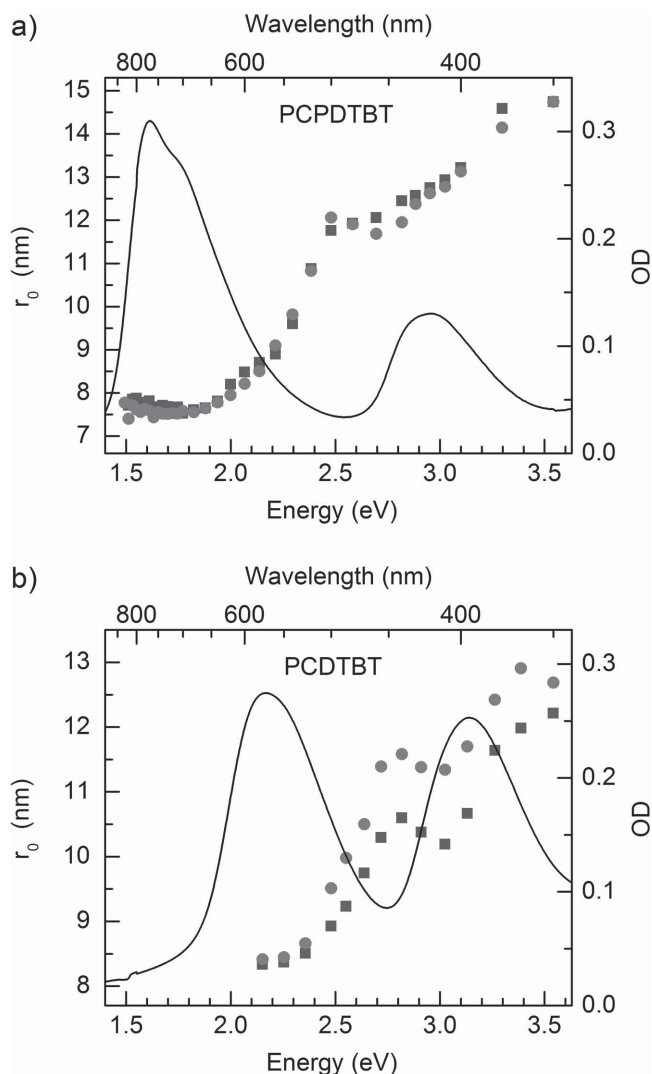 a)
Wavelength (nm)
800 600 400
PCPDTBT
15
14
13
12
11
10
9
8
7
r₀ (nm)
0.3
0.2
0.1
0.0
OD
1.5 2.0 2.5 3.0 3.5
Energy (eV)
b)
Wavelength (nm)
800 600 400
PCDTBT
13
12
11
10
9
8
r₀ (nm)
0.3
0.2
0.1
0.0
OD
1.5 2.0 2.5 3.0 3.5
Energy (eV)